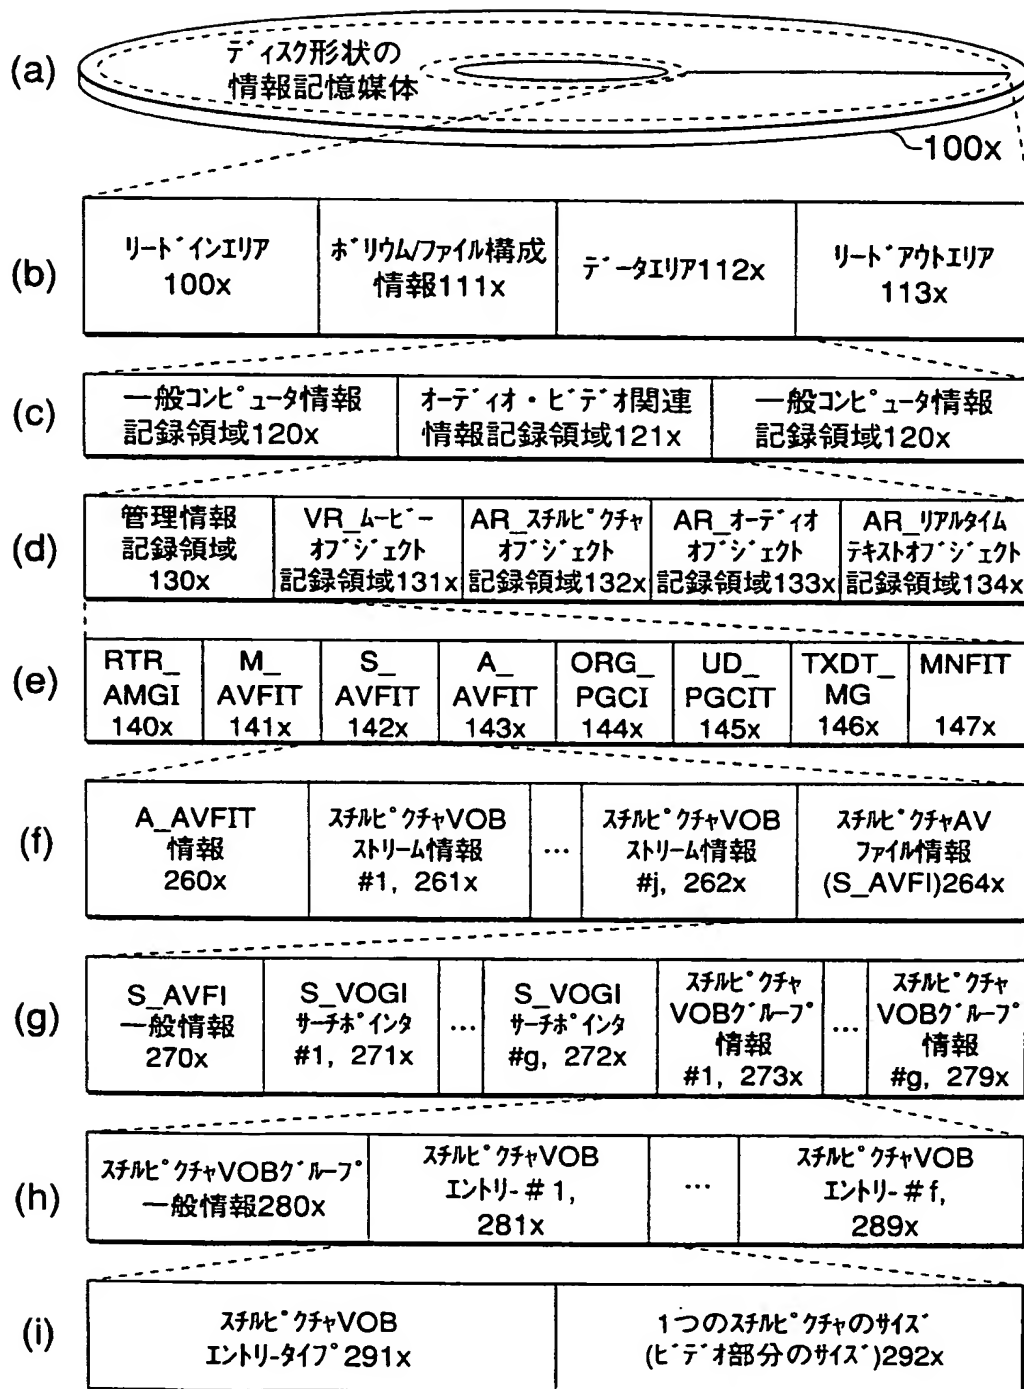 (a)
ディスク形状の
情報記憶媒体
100x
(b)
リードインエリア
100x
ボリウム/ファイル構成
情報111x
データエリア112x
リードアウトエリア
113x
(c)
一般コンピュータ情報
記録領域120x
オーディオ・ビデオ関連
情報記録領域121x
一般コンピュータ情報
記録領域120x
(d)
管理情報
記録領域
130x
VR_ムービー
オブジェクト
記録領域131x
AR_スチルピクチャ
オブジェクト
記録領域132x
AR_オーディオ
オブジェクト
記録領域133x
AR_リアルタイム
テキストオブジェクト
記録領域134x
(e)
RTR_
AMGI
140x
M_
AVFIT
141x
S_
AVFIT
142x
A_
AVFIT
143x
ORG_
PGCI
144x
UD_
PGCIT
145x
TXDT_
MG
146x
MNFIT
147x
(f)
A_AVFIT
情報
260x
スチルピクチャVOB
ストリーム情報
#1, 261x
...
スチルピクチャVOB
ストリーム情報
#j, 262x
スチルピクチャAV
ファイル情報
(S_AVFI)264x
(g)
S_AVFI
一般情報
270x
S_VOGI
サーチポインタ
#1, 271x
...
S_VOGI
サーチポインタ
#g, 272x
スチルピクチャ
VOBグループ
情報
#1, 273x
...
スチルピクチャ
VOBグループ
情報
#g, 279x
(h)
スチルピクチャVOBグループ
一般情報280x
スチルピクチャVOB
エントリ-#1,
281x
...
スチルピクチャVOB
エントリ-#f,
289x
(i)
スチルピクチャVOB
エントリ-タイプ291x
1つのスチルピクチャのサイズ
(ビデオ部分のサイズ)292x